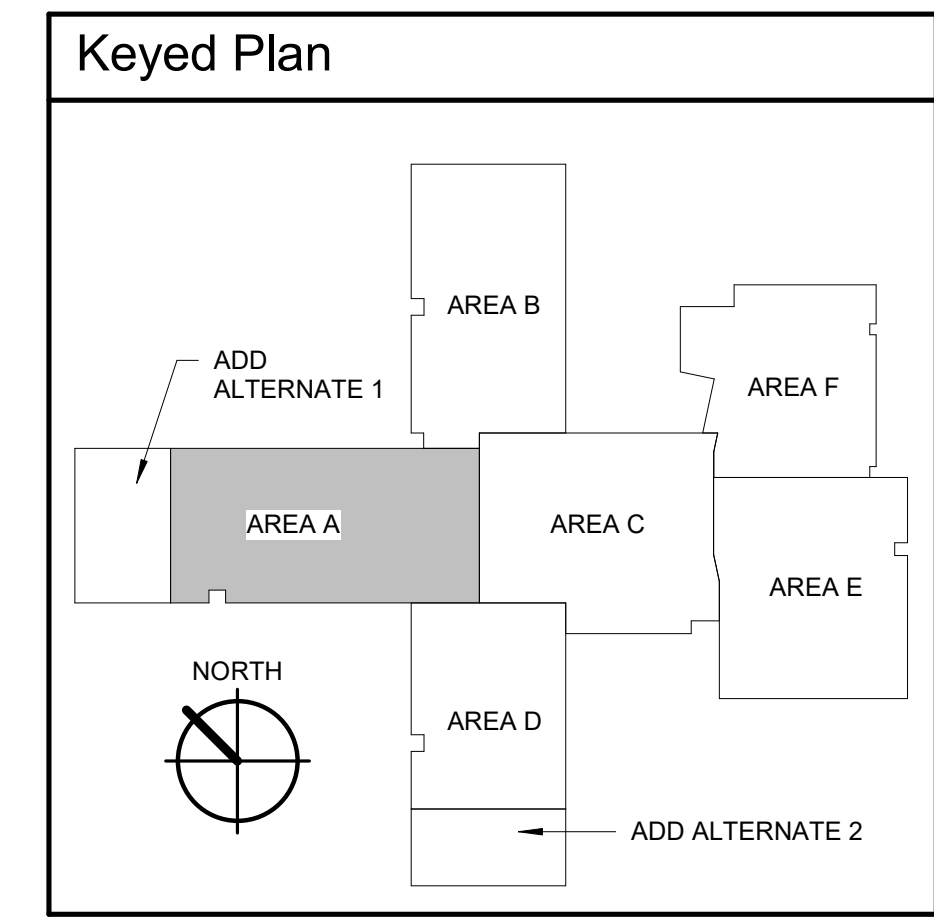 Keyed Plan
AREA B
ADD
ALTERNATE 1
AREA F
AREA A
AREA C
AREA E
NORTH
AREA D
ADD ALTERNATE 2